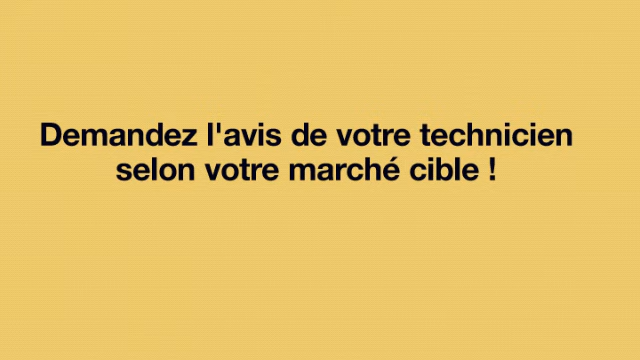 Demandez l'avis de votre technicien
selon votre marché cible !